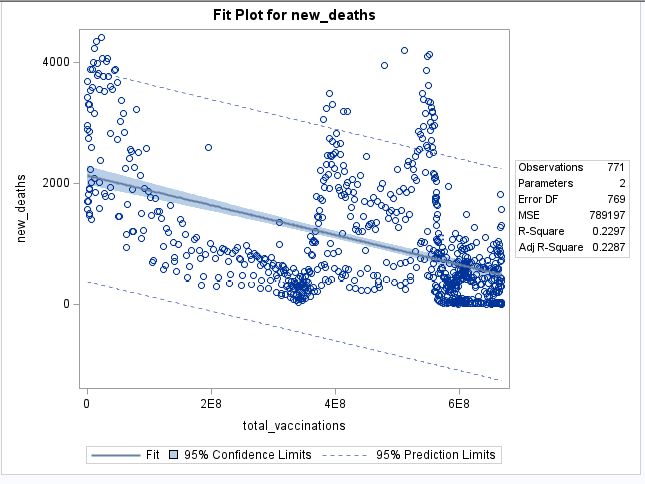 Fit Plot for new_deaths
new_deaths
4000
2000
0
0
2E8
4E8
6E8
total_vaccinations
Fit
95% Confidence Limits
95% Prediction Limits
Observations 771
Parameters 2
Error DF 769
MSE 789197
R-Square 0.2297
Adj R-Square 0.2287